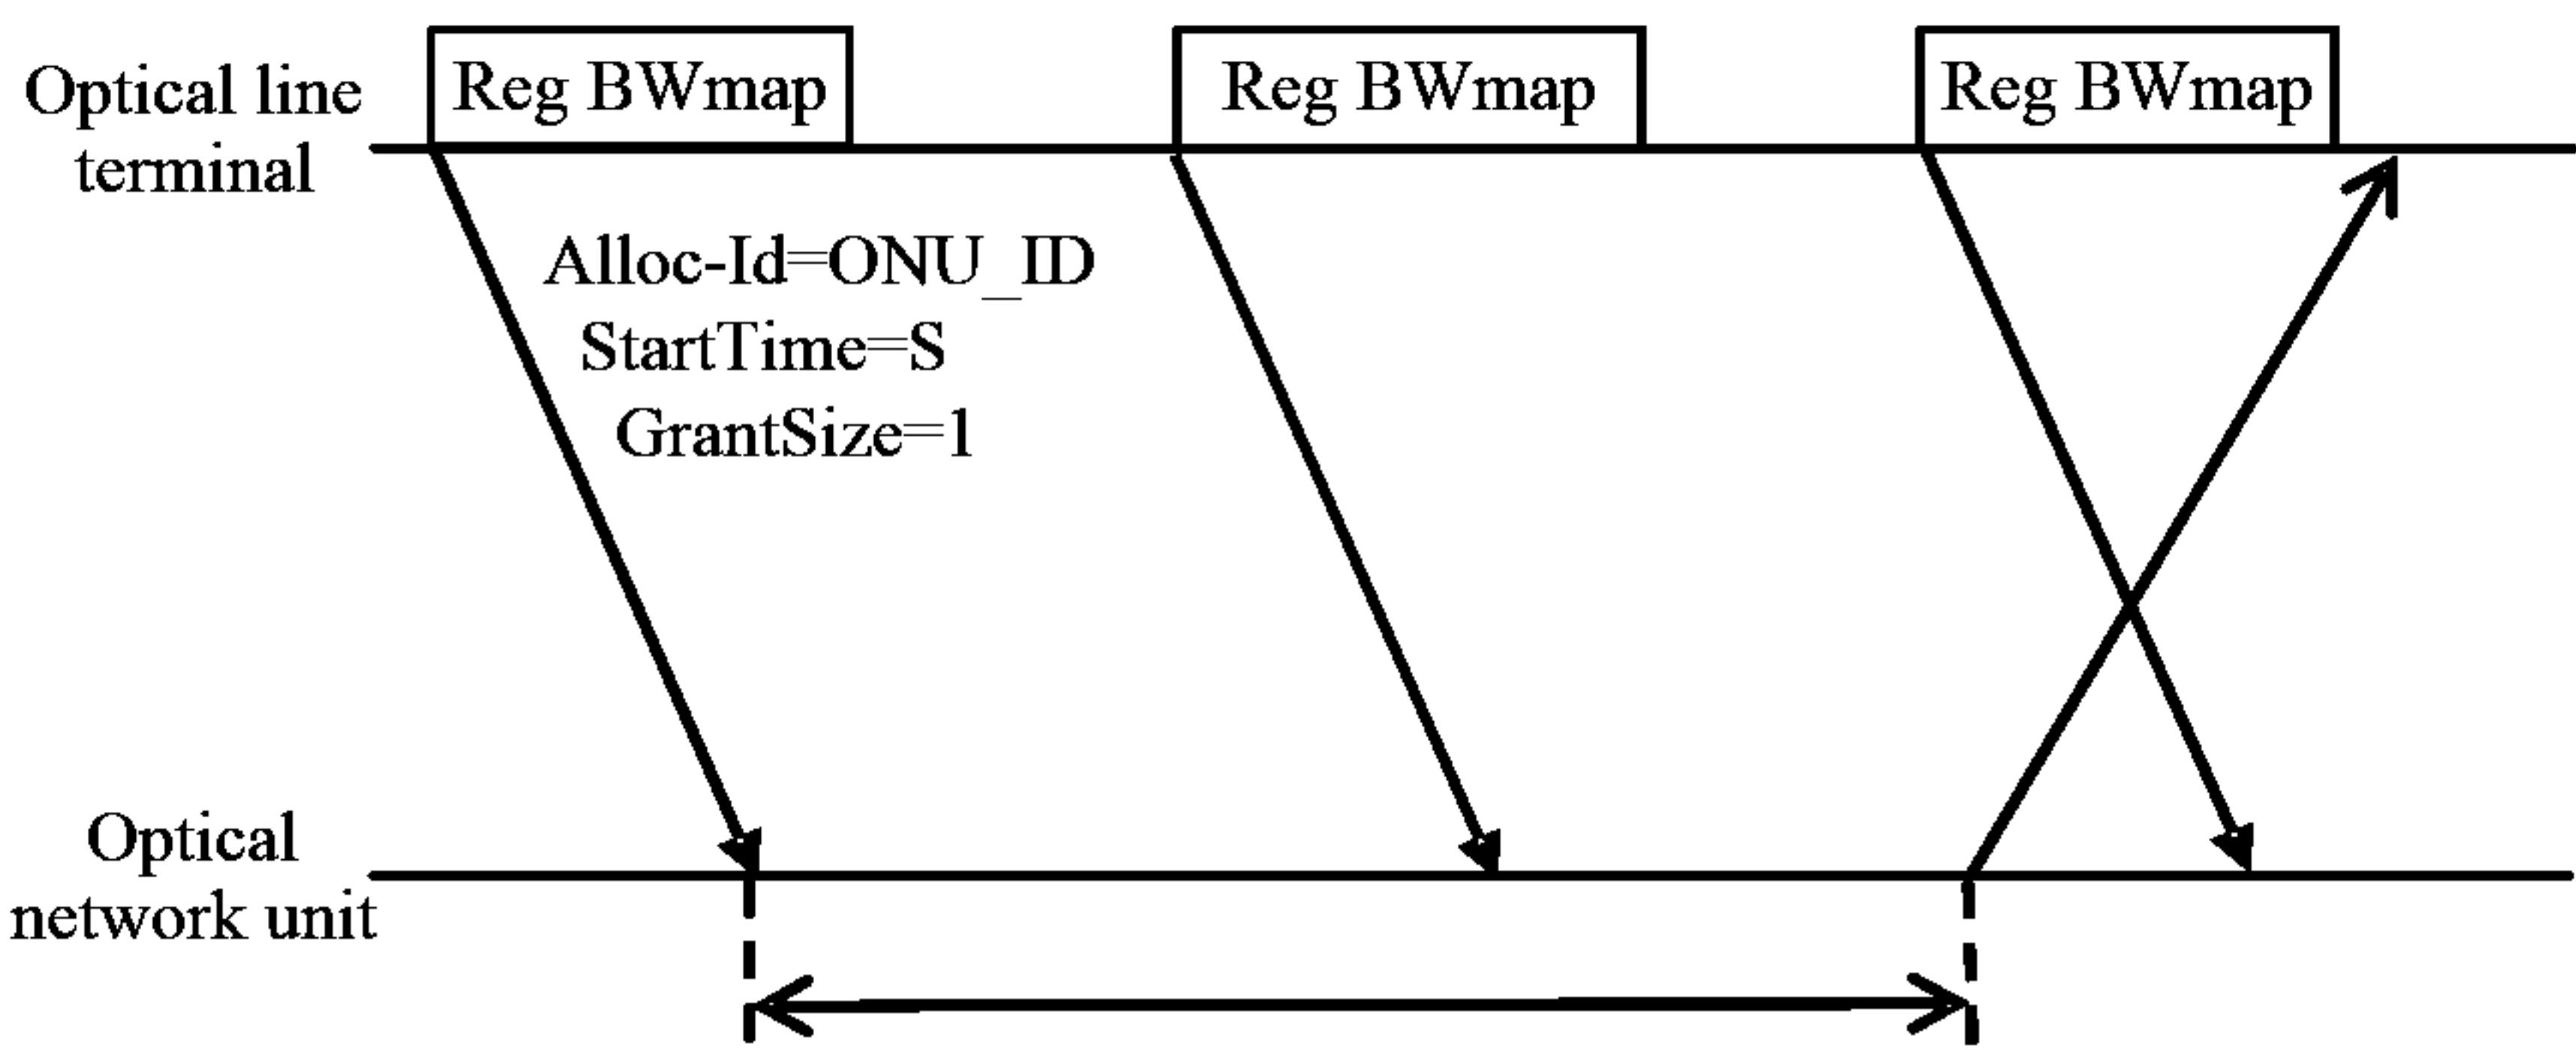 Optical line
terminal
Reg BWmap
Reg BWmap
Reg BWmap
Alloc-Id=ONU_ID
StartTime=S
GrantSize=1
Optical
network unit